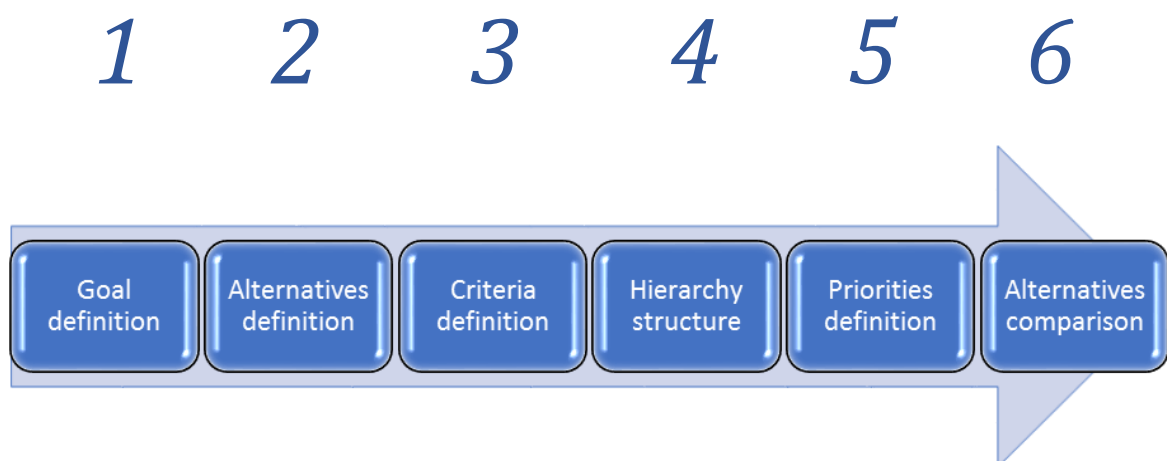 1 2 3 4 5 6
Goal
definition
Alternatives
definition
Criteria
definition
Hierarchy
structure
Priorities
definition
Alternatives
comparison